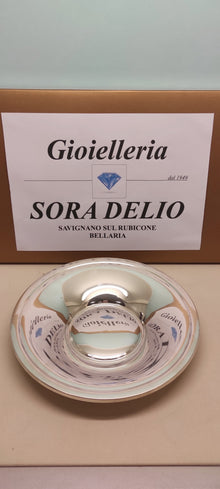 Gioielleria
dal 1949
SORA DELIO
SAVIGNANO SUL RUBICONE
BELLARIA